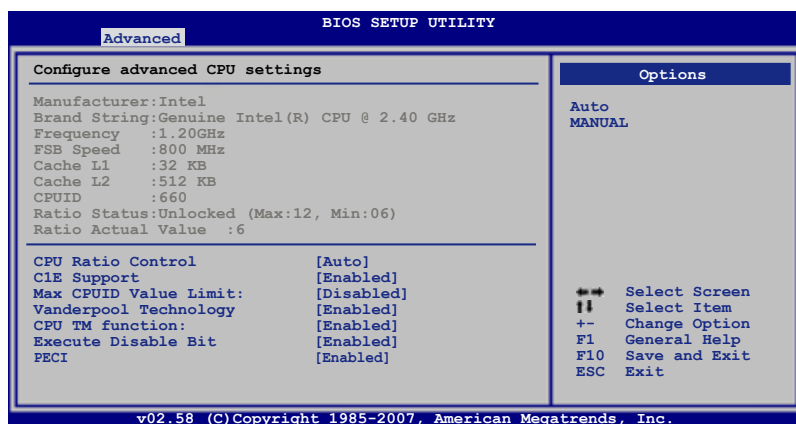 BIOS SETUP UTILITY
Advanced
Configure advanced CPU settings
Manufacturer:Intel
Brand String:Genuine Intel(R) CPU @ 2.40 GHz
Frequency :1.20GHz
FSB Speed :800 MHz
Cache L1 :32 KB
Cache L2 :512 KB
CPUID :660
Ratio Status:Unlocked (Max:12, Min:06)
Ratio Actual Value :6
CPU Ratio Control [Auto]
C1E Support [Enabled]
Max CPUID Value Limit: [Disabled]
Vanderpool Technology [Enabled]
CPU TM function: [Enabled]
Execute Disable Bit [Enabled]
PECI [Enabled]
Options
Auto
MANUAL
←→ Select Screen
↑↓ Select Item
+- Change Option
F1 General Help
F10 Save and Exit
ESC Exit
v02.58 (C)Copyright 1985-2007, American Megatrends, Inc.